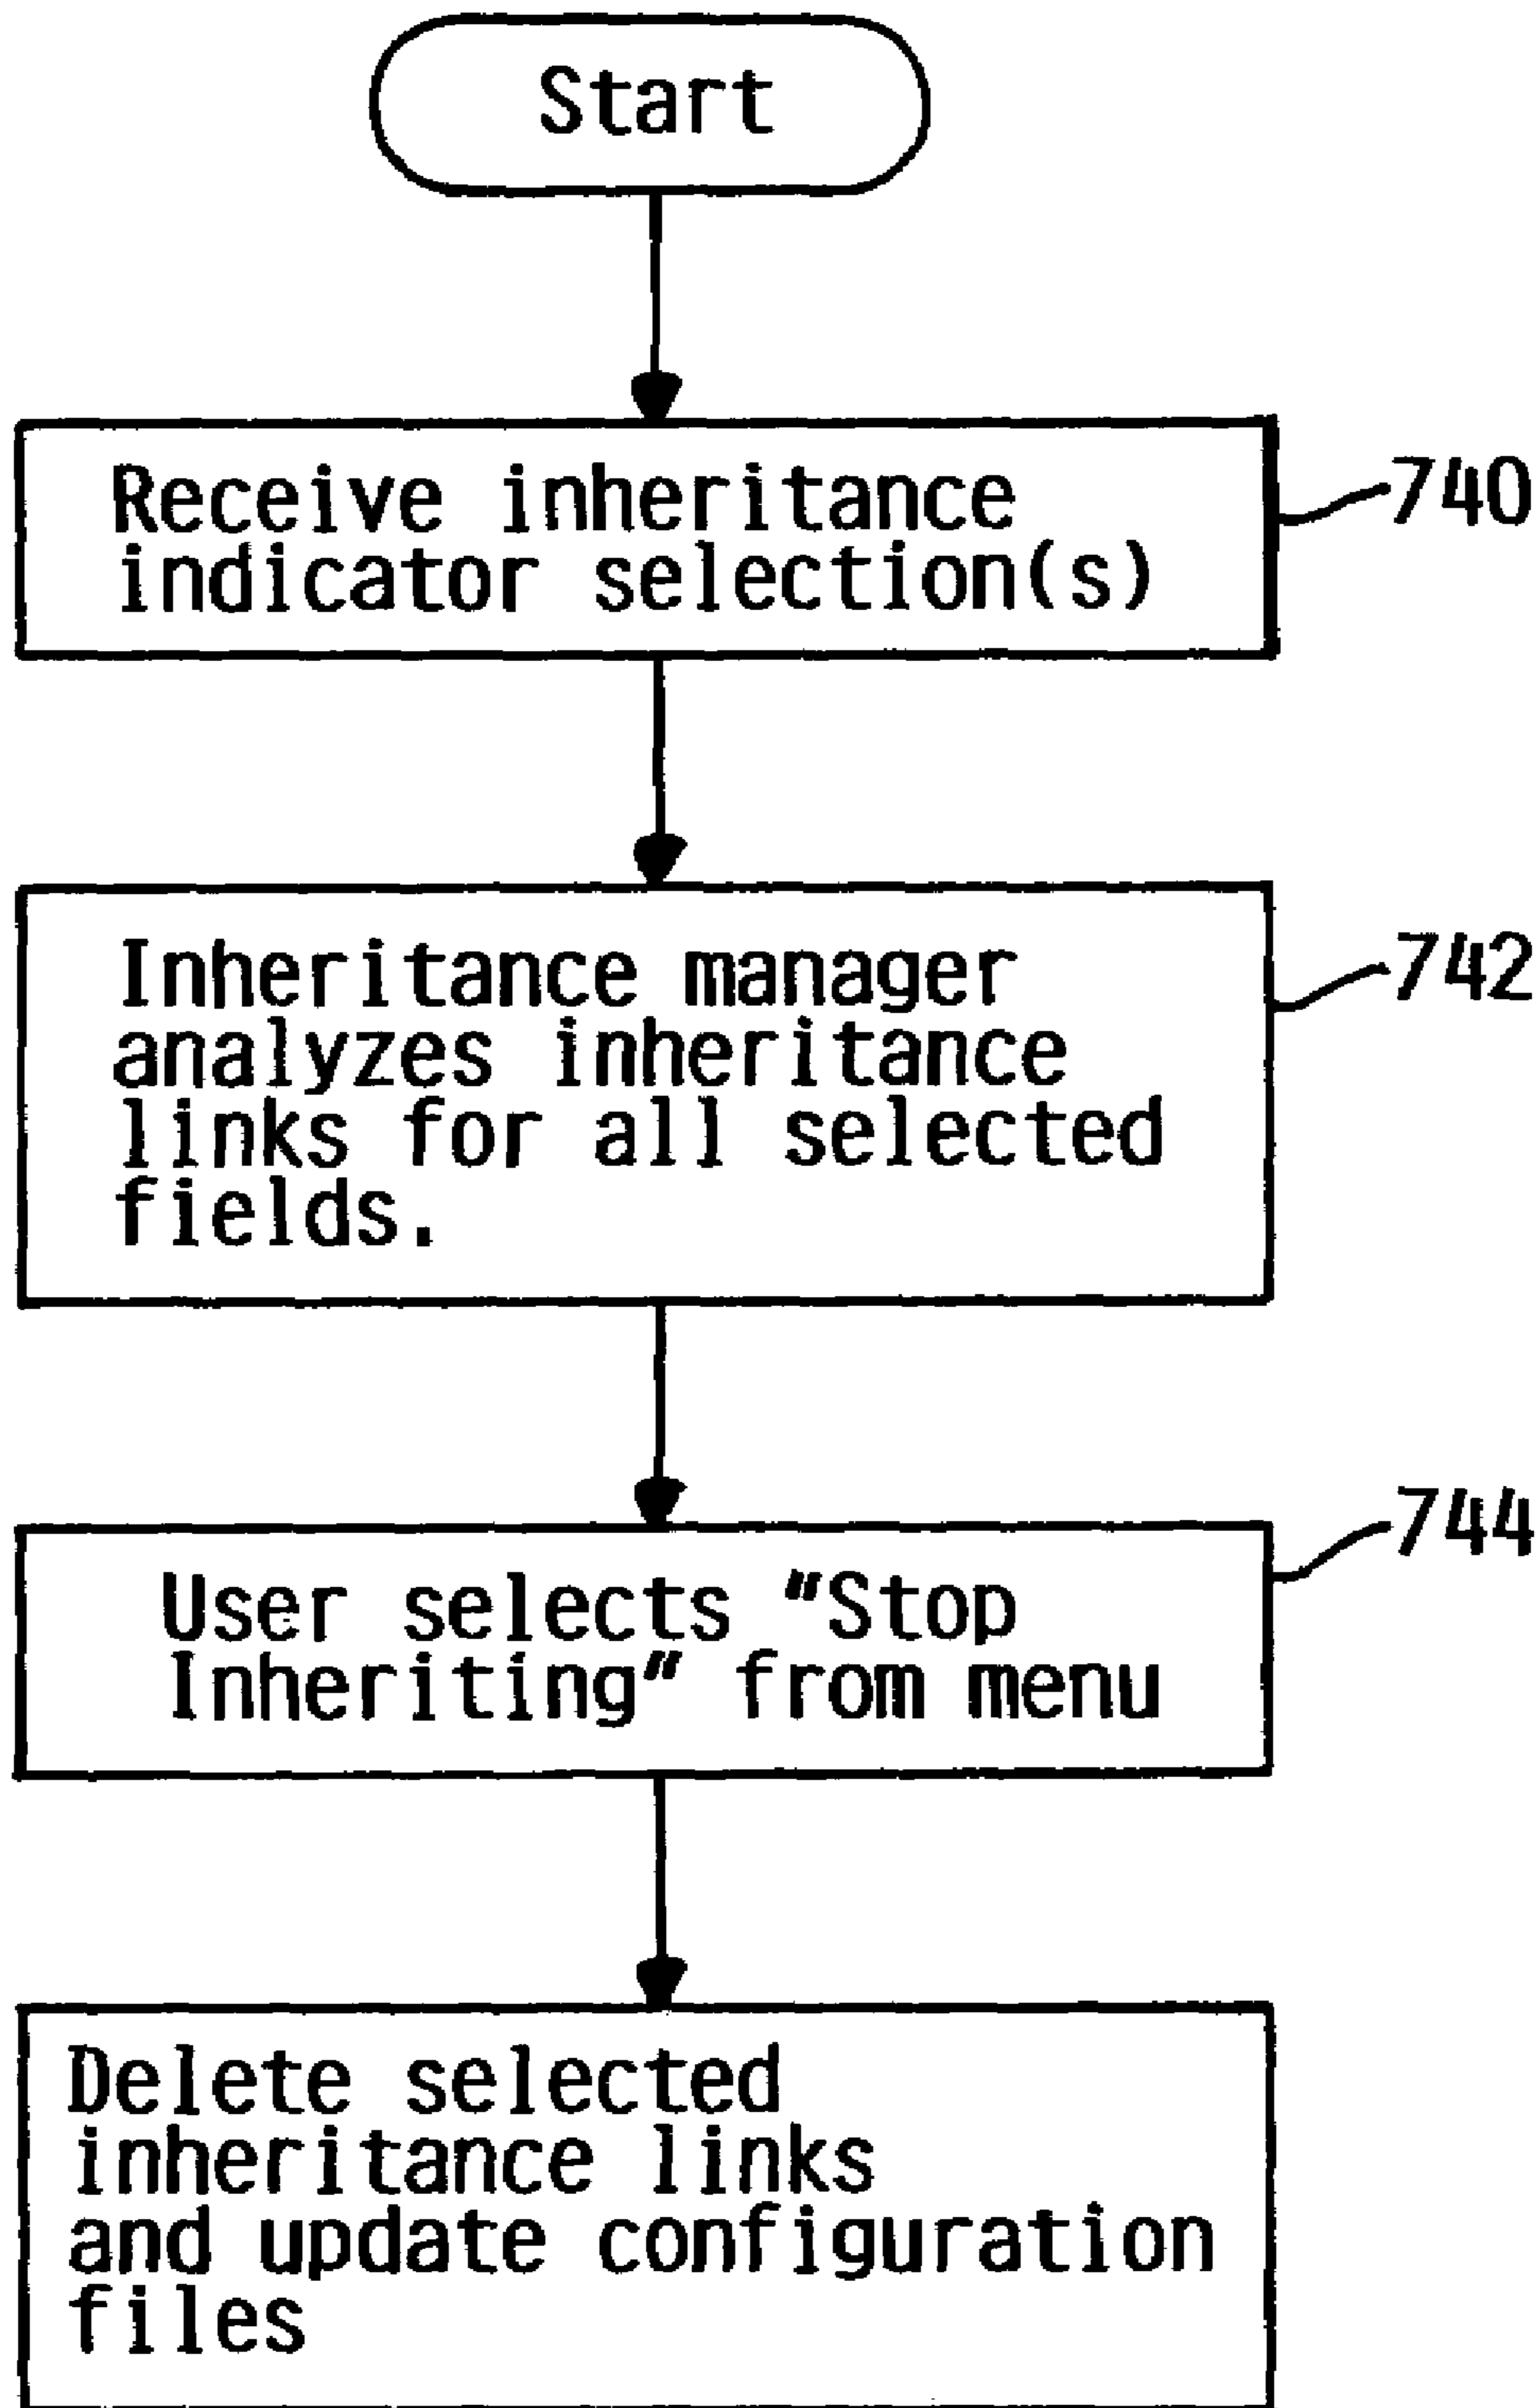 Start
Receive inheritance
indicator selection(s)
740
Inheritance manager
analyzes inheritance
links for all selected
fields.
742
User selects "Stop
Inheriting" from menu
744
Delete selected
inheritance links
and update configuration
files